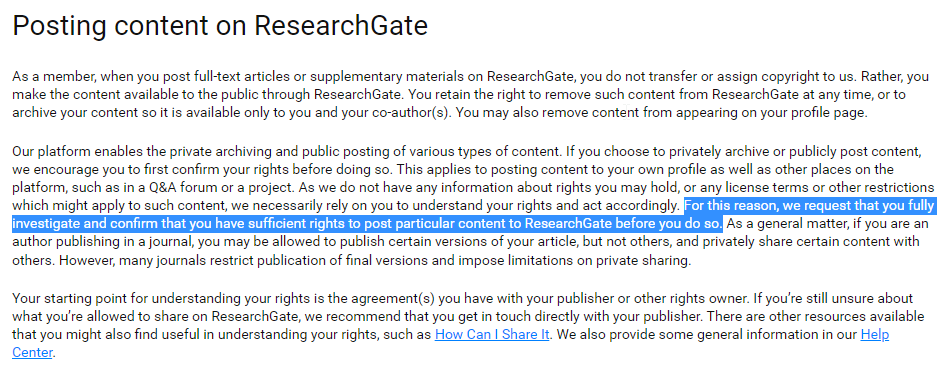 Posting content on ResearchGate
As a member, when you post full-text articles or supplementary materials on ResearchGate, you do not transfer or assign copyright to us. Rather, you
make the content available to the public through ResearchGate. You retain the right to remove such content from ResearchGate at any time, or to
archive your content so it is available only to you and your co-author(s). You may also remove content from appearing on your profile page.
Our platform enables the private archiving and public posting of various types of content. If you choose to privately archive or publicly post content,
we encourage you to first confirm your rights before doing so. This applies to posting content to your own profile as well as other places on the
platform, such as in a Q&A forum or a project. As we do not have any information about rights you may hold, or any license terms or other restrictions
which might apply to such content, we necessarily rely on you to understand your rights and act accordingly. For this reason, we request that you fully
investigate and confirm that you have sufficient rights to post particular content to ResearchGate before you do so. As a general matter, if you are an
author publishing in a journal, you may be allowed to publish certain versions of your article, but not others, and privately share certain content with
others. However, many journals restrict publication of final versions and impose limitations on private sharing.
Your starting point for understanding your rights is the agreement(s) you have with your publisher or other rights owner. If you're still unsure about
what you're allowed to share on ResearchGate, we recommend that you get in touch directly with your publisher. There are other resources available
that you might also find useful in understanding your rights, such as How Can I Share It. We also provide some general information in our Help
Center.